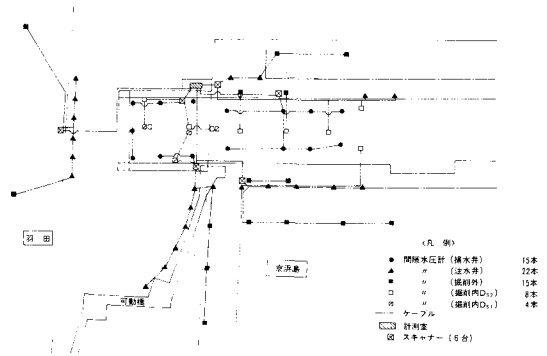 羽田
京浜島
可動橋
〈凡 例〉
● 間隙水圧計（揚水井） 15本
▲ 〃 （注水井） 22本
■ 〃 （掘削外） 15本
□ 〃 （掘削内Ds2） 8本
〃 （掘削内Ds1） 4本
ケーブル
計測室
スキャナー（6台）